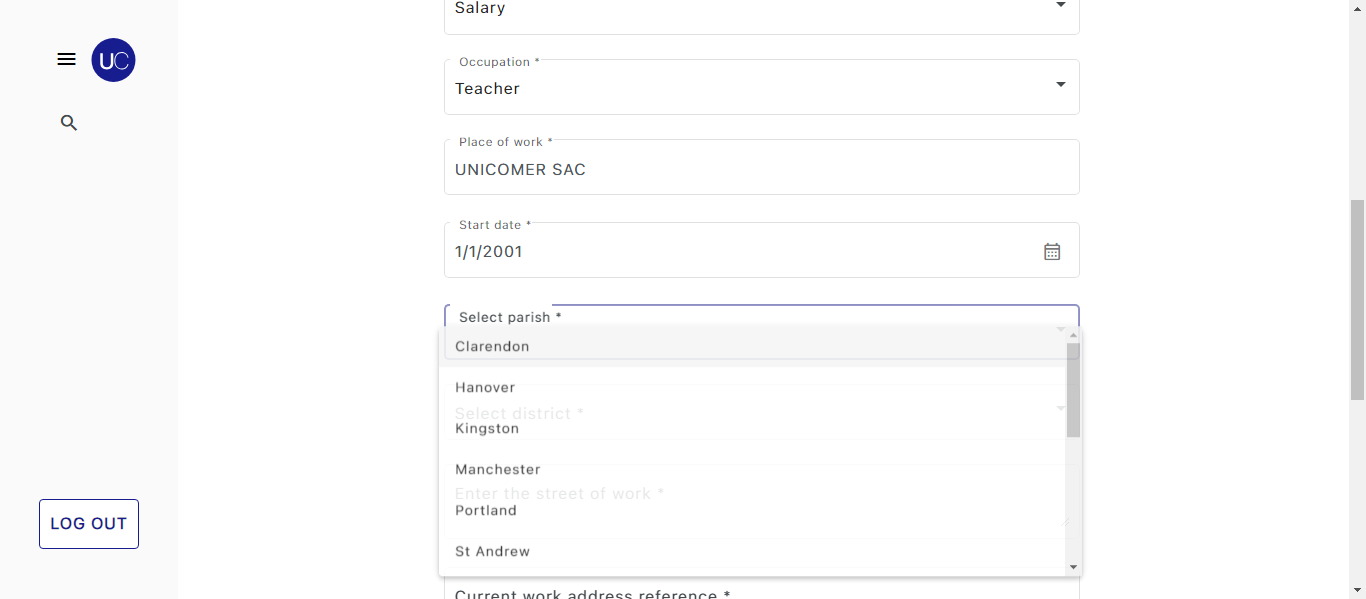 UC
LOG OUT
Salary
Occupation *
Teacher
Place of work *
UNICOMER SAC
Start date *
1/1/2001
Select parish *
Clarendon
Hanover
Select district *
Kingston
Manchester
Enter the street of work *
Portland
St Andrew
Current work address reference *